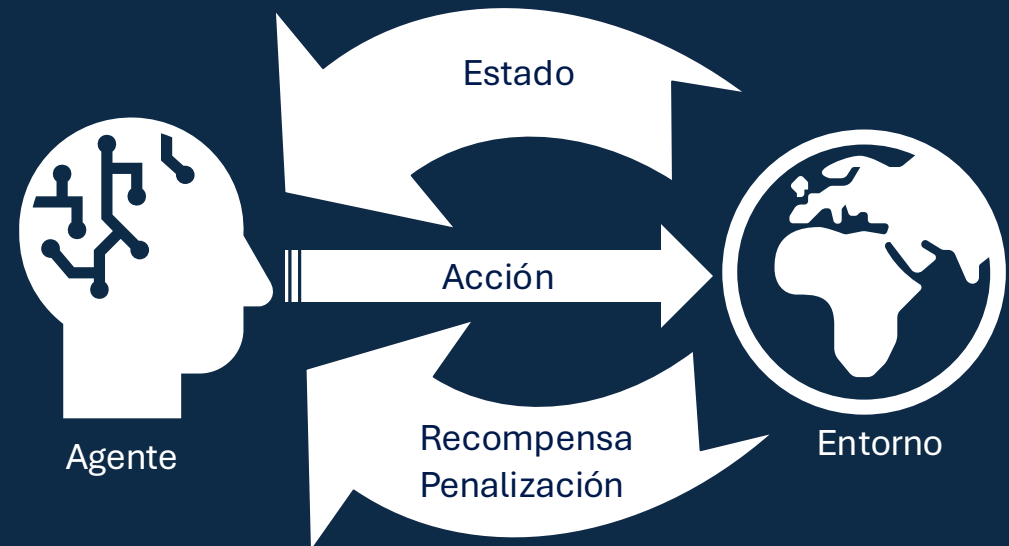 Estado
Acción
Recompensa
Penalización
Agente
Entorno